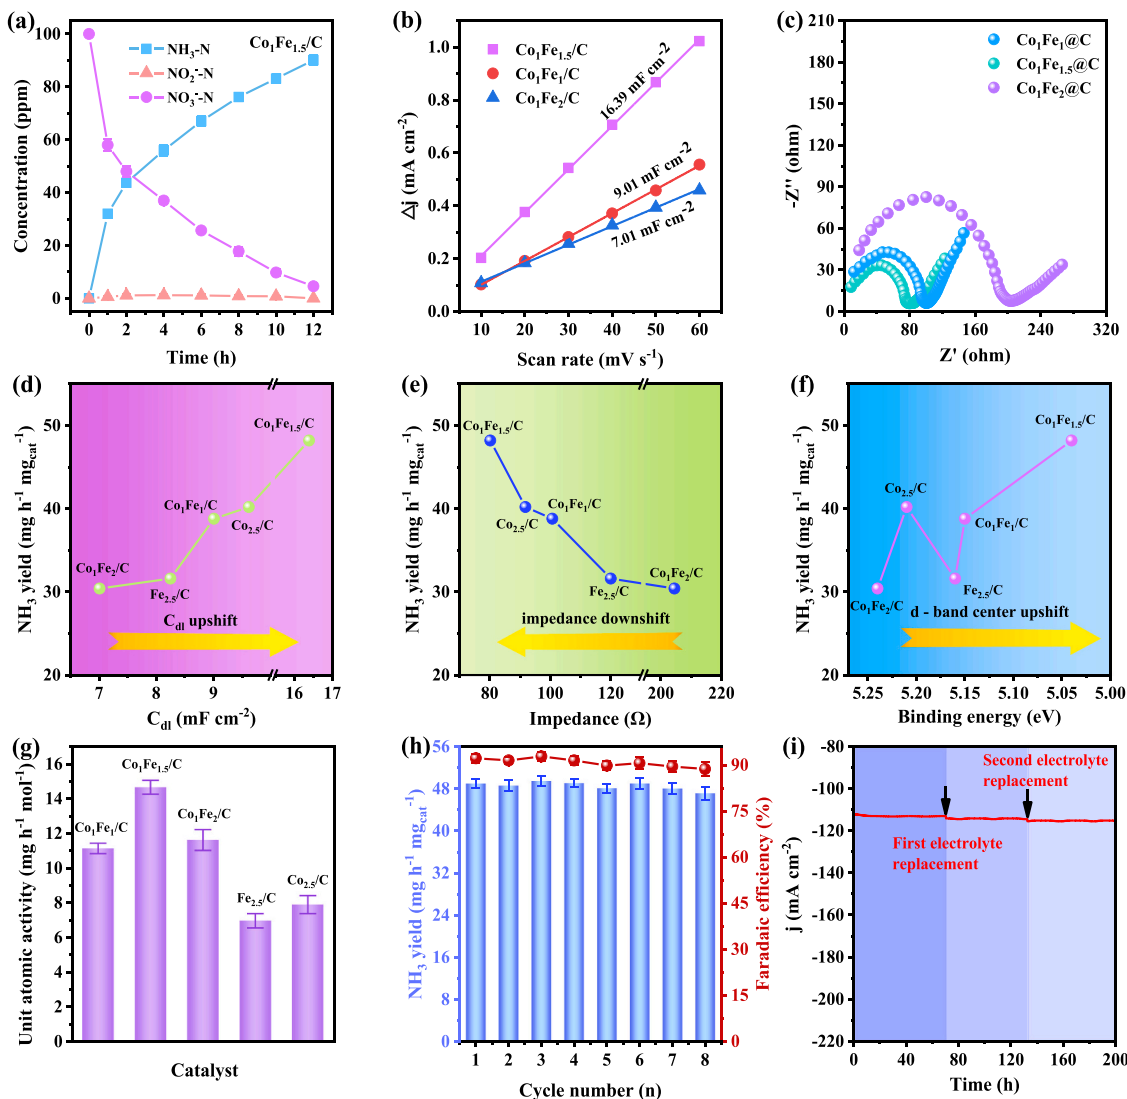 (a)
Concentration (ppm)
100
80
60
40
20
0
NH₃-N
NO₂⁻-N
NO₃⁻-N
Co₁Fe₁.₅/C
0 2 4 6 8 10 12
Time (h)
(b)
Δj (mA cm⁻²)
1.0
0.8
0.6
0.4
0.2
0.0
Co₁Fe₁.₅/C
Co₁Fe₁/C
Co₁Fe₂/C
16.39 mF cm⁻²
9.01 mF cm⁻²
7.01 mF cm⁻²
10 20 30 40 50 60
Scan rate (mV s⁻¹)
(c)
-Z'' (ohm)
-210
-180
-150
-120
-90
-60
-30
0
Co₁Fe₁@C
Co₁Fe₁.₅@C
Co₁Fe₂@C
0 80 160 240 320
Z' (ohm)
(d)
NH₃ yield (mg h⁻¹ mg_cat⁻¹)
50
40
30
20
Co₁Fe₁.₅/C
Co₁Fe₁/C
Co₂.₅/C
Co₁Fe₂/C
Fe₂.₅/C
C_dl upshift
7 8 9 16 17
C_dl (mF cm⁻²)
(e)
NH₃ yield (mg h⁻¹ mg_cat⁻¹)
50
40
30
20
Co₁Fe₁.₅/C
Co₂.₅/C
Co₁Fe₁/C
Fe₂.₅/C
Co₁Fe₂/C
impedance downshift
80 100 120 200 220
Impedance (Ω)
(f)
NH₃ yield (mg h⁻¹ mg_cat⁻¹)
50
40
30
20
Co₁Fe₁.₅/C
Co₂.₅/C
Co₁Fe₁/C
Fe₂.₅/C
Co₁Fe₂/C
d - band center upshift
5.25 5.20 5.15 5.10 5.05 5.00
Binding energy (eV)
(g)
Unit atomic activity (mg h⁻¹ mol⁻¹)
16
14
12
10
8
6
4
2
0
Co₁Fe₁/C
Co₁Fe₁.₅/C
Co₁Fe₂/C
Fe₂.₅/C
Co₂.₅/C
Catalyst
(h)
NH₃ yield (mg h⁻¹ mg_cat⁻¹)
56
48
40
32
24
16
8
0
90
75
60
45
30
15
0
Faradaic efficiency (%)
1 2 3 4 5 6 7 8
Cycle number (n)
(i)
j (mA cm⁻²)
-80
-100
-120
-140
-160
-180
-200
-220
Second electrolyte
replacement
First electrolyte
replacement
0 40 80 120 160 200
Time (h)